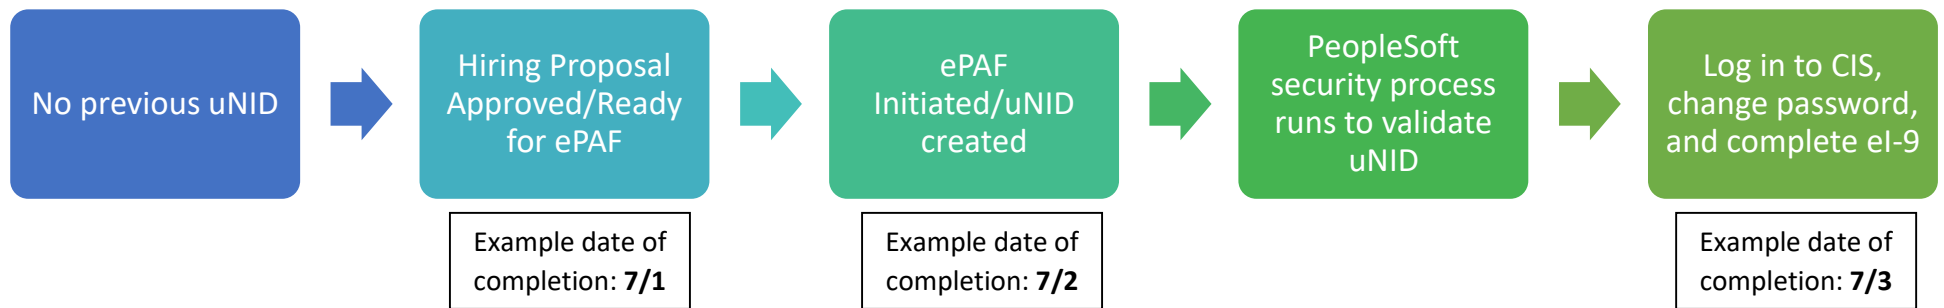 No previous uNID
Hiring Proposal
Approved/Ready
for ePAF
ePAF
Initiated/uNID
created
PeopleSoft
security process
runs to validate
uNID
Log in to CIS,
change password,
and complete eI-9
Example date of
completion: 7/1
Example date of
completion: 7/2
Example date of
completion: 7/3